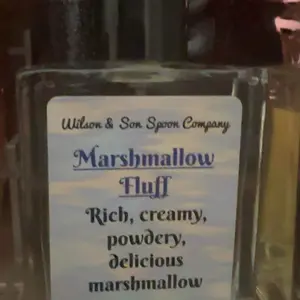 Wilson & Son Spoon Company
Marshmallow
Fluff
Rich, creamy,
powdery,
delicious
marshmallow